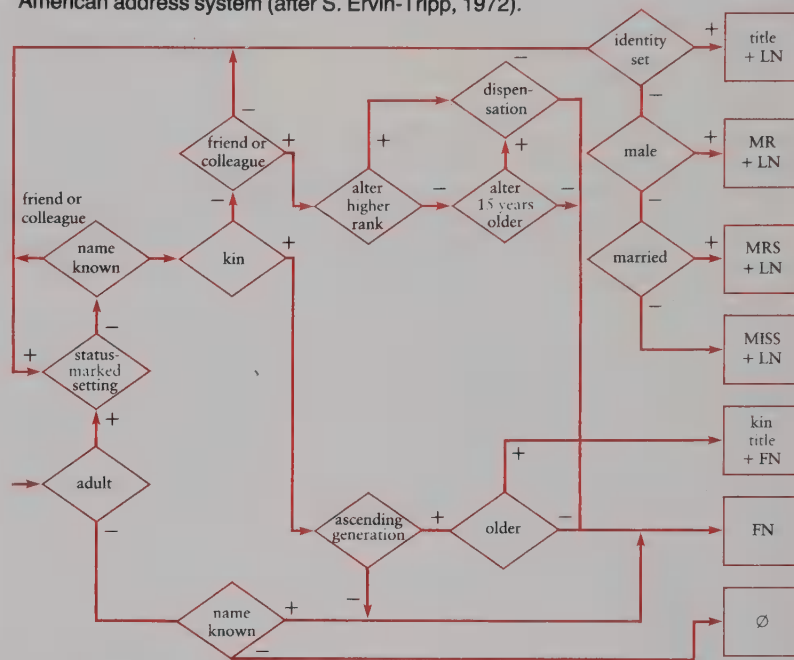 American address system (after S. Ervin-Tripp, 1972).
identity
set
+
title
+ LN
−
−
dispen-
sation
−
friend or
colleague
+
+
+
male
+
MR
+ LN
alter
higher
rank
−
alter
15 years
older
−
−
friend or
colleague
−
name
known
kin
+
married
+
MRS
+ LN
−
−
MISS
+ LN
+
status-
marked
setting
+
kin
title
+ FN
+
adult
−
ascending
generation
+
older
−
FN
−
name
known
+
−
Ø